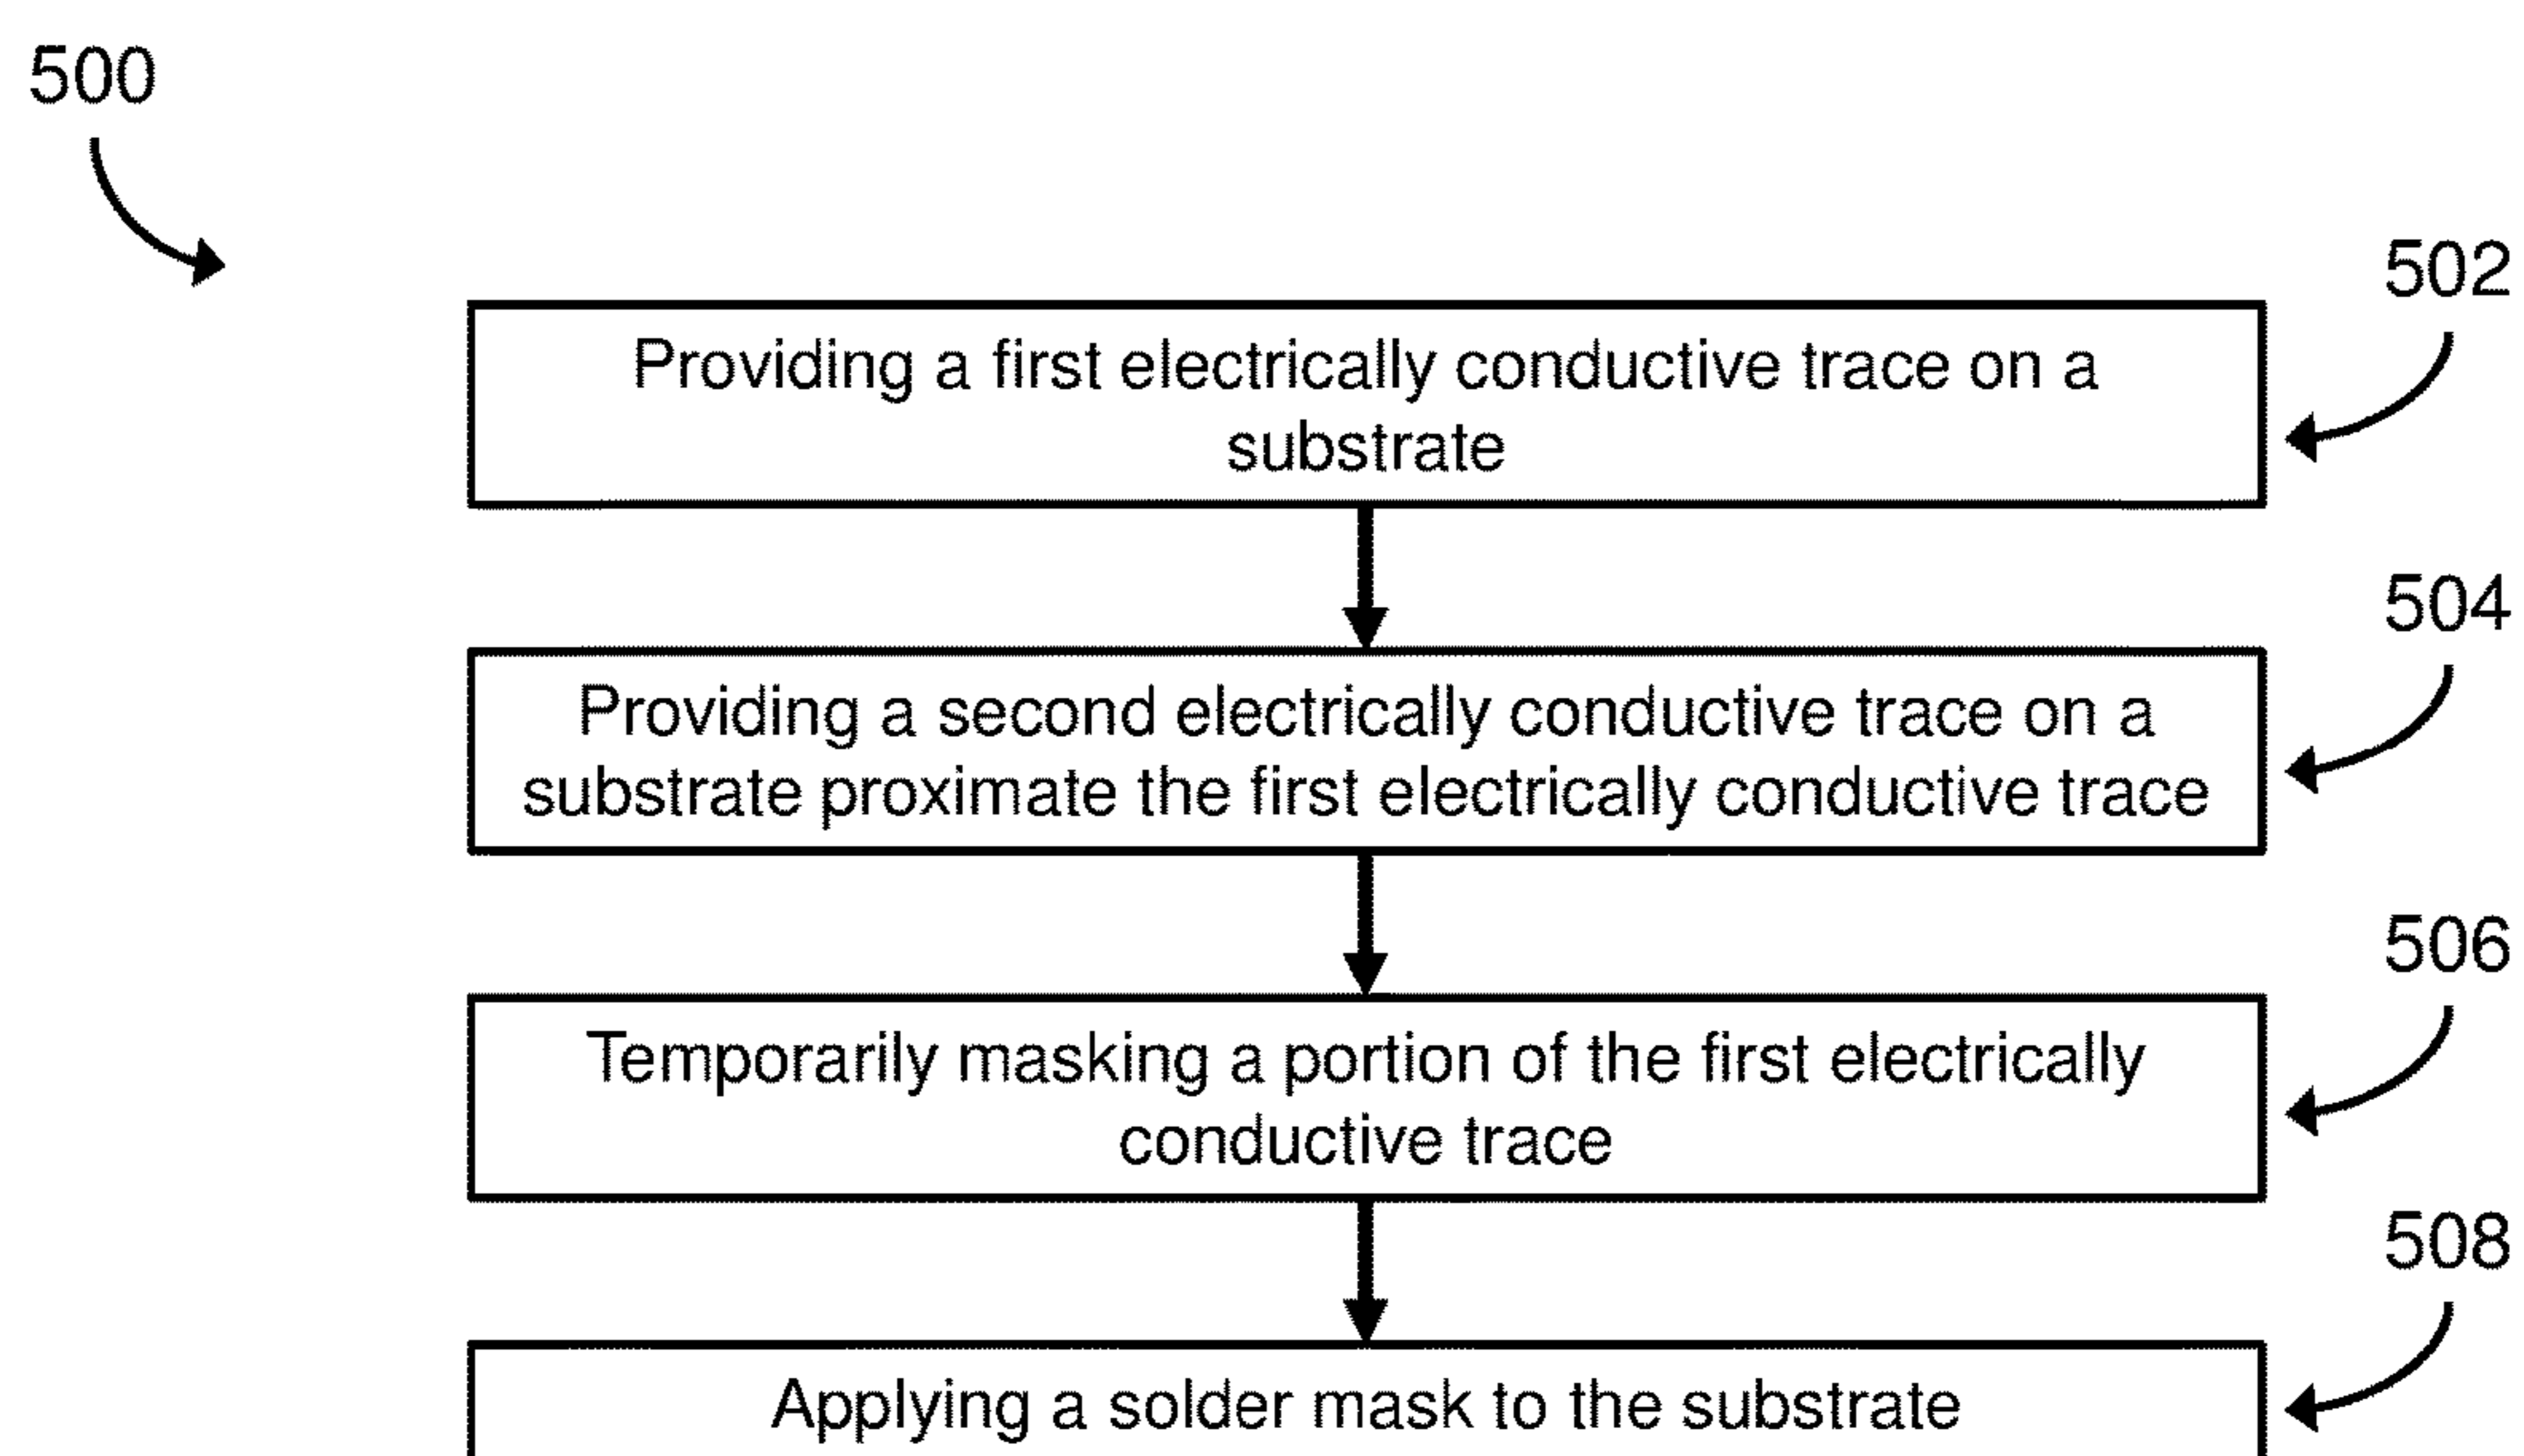 500
502
Providing a first electrically conductive trace on a
substrate
504
Providing a second electrically conductive trace on a
substrate proximate the first electrically conductive trace
506
Temporarily masking a portion of the first electrically
conductive trace
508
Applying a solder mask to the substrate